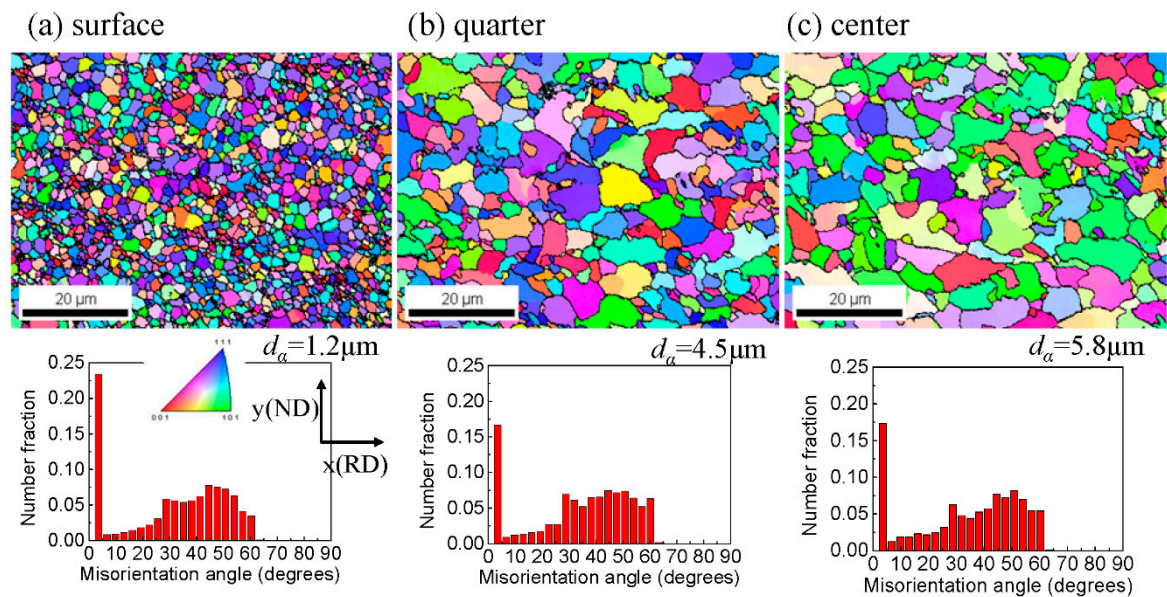 (a) surface
(b) quarter
(c) center
20 μm
20 μm
20 μm
dα=1.2μm
dα=4.5μm
dα=5.8μm
0.25
0.20
0.15
0.10
0.05
0.00
Number fraction
111
001
101
y(ND)
x(RD)
0 10 20 30 40 50 60 70 80 90
Misorientation angle (degrees)
0.25
0.20
0.15
0.10
0.05
0.00
Number fraction
0 10 20 30 40 50 60 70 80 90
Misorientation angle (degrees)
0.25
0.20
0.15
0.10
0.05
0.00
Number fraction
0 10 20 30 40 50 60 70 80 90
Misorientation angle (degrees)